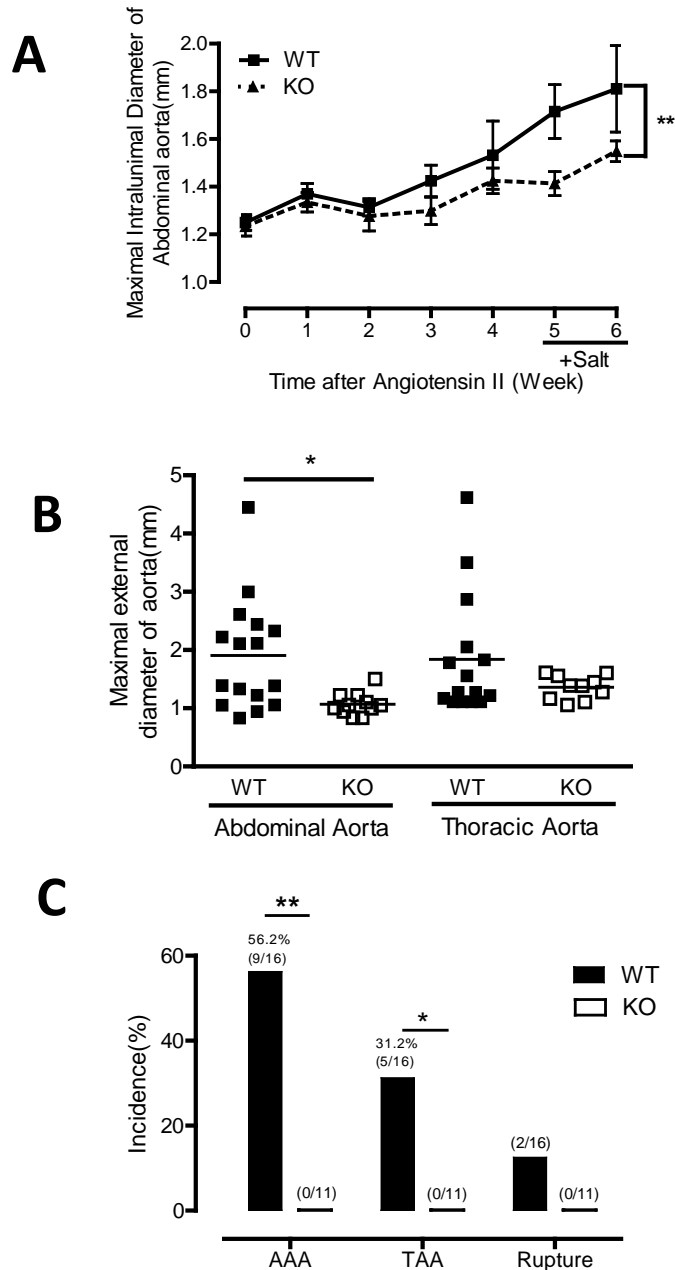 A
Maximal Intralunimal Diameter of
Abdominal aorta(mm)
2.0
1.8
1.6
1.4
1.2
1.0
WT
KO
**
0 1 2 3 4 5 6
+Salt
Time after Angiotensin II (Week)
B
Maximal external
diameter of aorta(mm)
5
4
3
2
1
0
*
WT KO WT KO
Abdominal Aorta Thoracic Aorta
C
Incidence(%)
60
40
20
0
**
56.2%
(9/16)
(0/11)
*
31.2%
(5/16)
(0/11)
(2/16)
(0/11)
WT
KO
AAA TAA Rupture